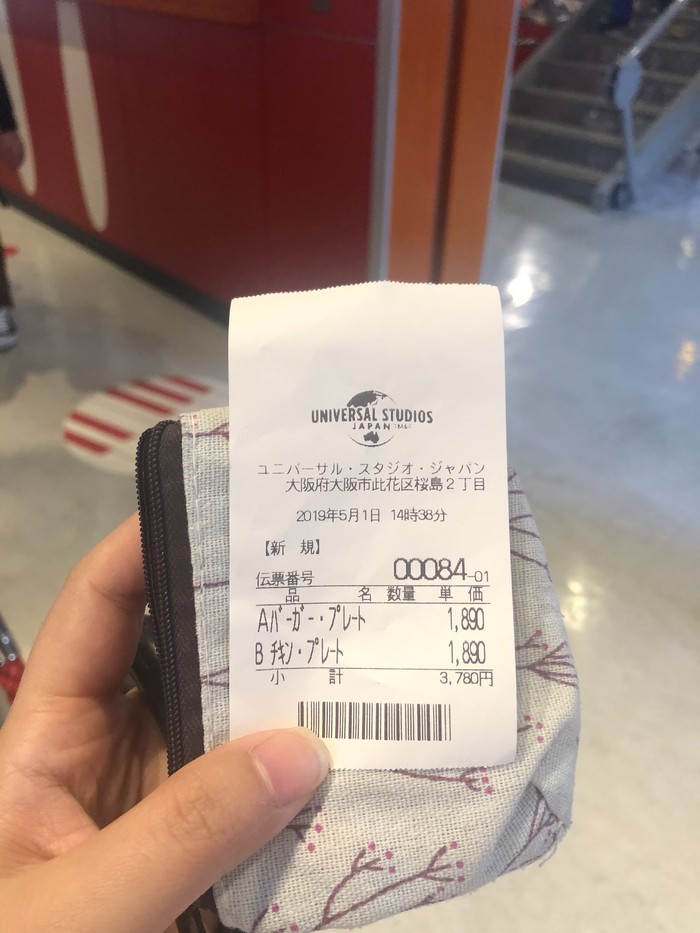 UNIVERSAL STUDIOS
JAPAN TM&©
ユニバーサル・スタジオ・ジャパン
大阪府大阪市此花区桜島2丁目
2019年5月1日 14時38分
【新 規】
伝票番号 00084-01
品 名 数量 単価
Aバーガー・プレート 1,890
Bチキン・プレート 1,890
小 計 3,780円